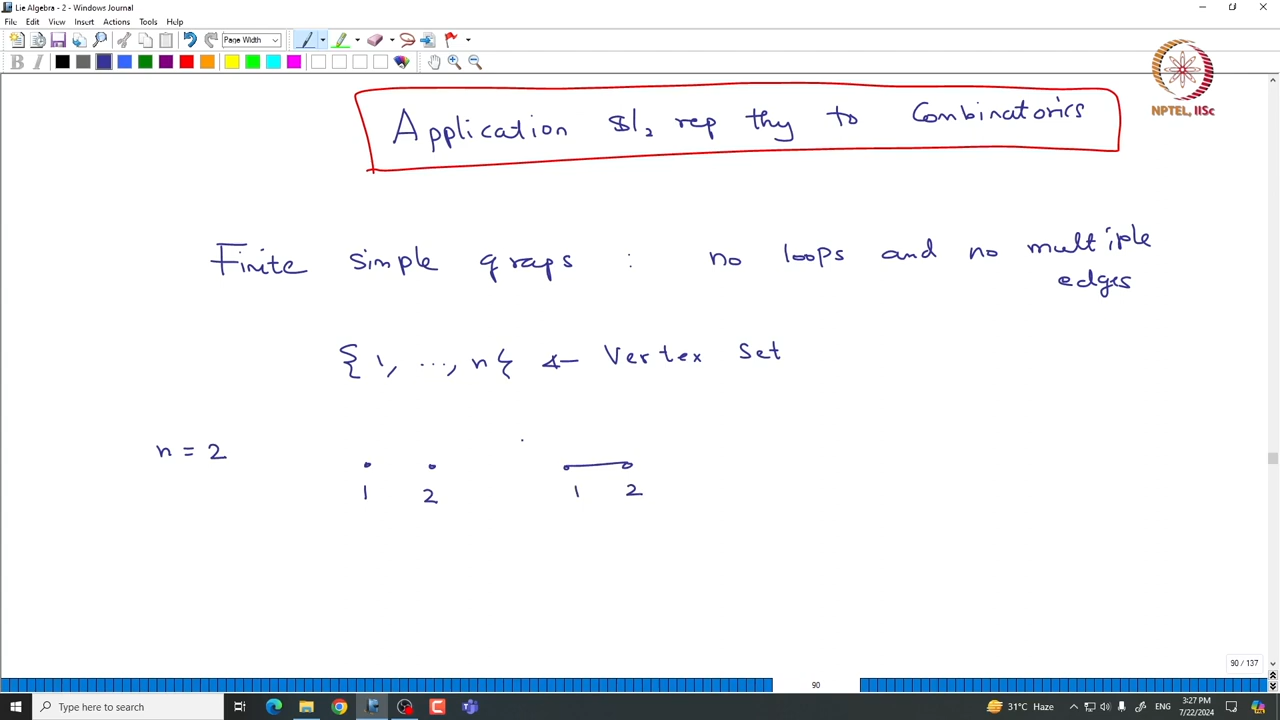 Lie Algebra - 2 - Windows Journal
File Edit View Insert Actions Tools Help
Page Width
B I
NPTEL, IISc
Application sl₂ rep thy to Combinatorics
Finite simple graps : no loops and no multiple
edges
{ 1, ..., n } ← Vertex Set
n = 2
1 2 1 2
90 / 137
90
Type here to search
31°C Haze
3:27 PM
7/22/2024